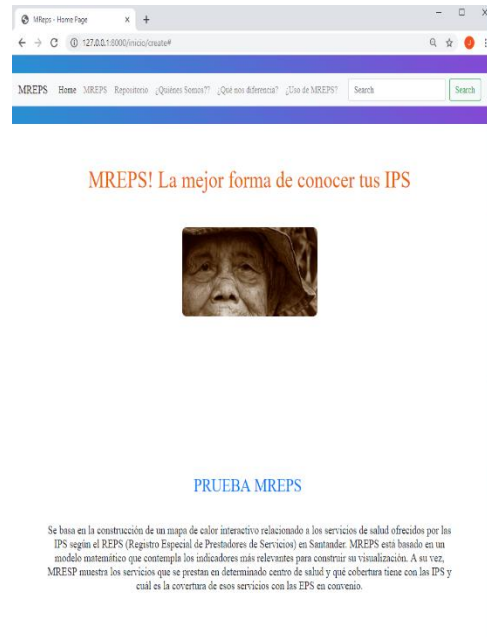 MReps - Home Page
127.0.0.1:8000/inicio/create#
MREPS Home MREPS Repositorio ¿Quiénes Somos?? ¿Qué nos diferencia? ¿Uso de MREPS? Search Search
MREPS! La mejor forma de conocer tus IPS
PRUEBA MREPS
Se basa en la construcción de un mapa de calor interactivo relacionado a los servicios de salud ofrecidos por las
IPS según el REPS (Registro Especial de Prestadores de Servicios) en Santander. MREPS está basado en un
modelo matemático que contempla los indicadores más relevantes para construir su visualización. A su vez,
MRESP muestra los servicios que se prestan en determinado centro de salud y qué cobertura tiene con las IPS y
cuál es la covertura de esos servicios con las EPS en convenio.